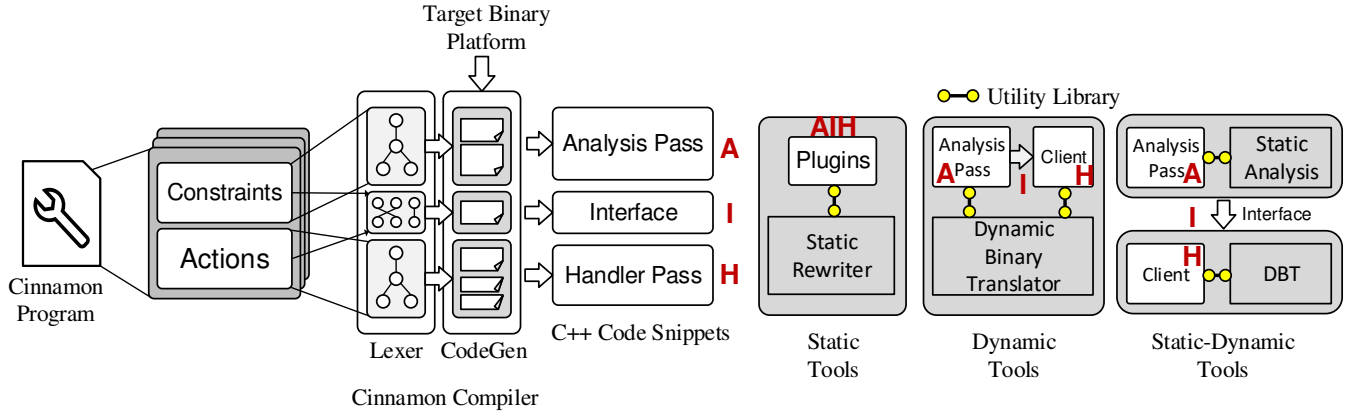 Target Binary
Platform
Cinnamon
Program
Constraints
Actions
Lexer
CodeGen
Cinnamon Compiler
Analysis Pass
A
Interface
I
Handler Pass
H
C++ Code Snippets
Utility Library
AIH
Plugins
Static
Rewriter
Static
Tools
Analysis
Pass
A
I
Client
H
Dynamic
Binary
Translator
Dynamic
Tools
Analysis
Pass
A
Static
Analysis
I
Interface
H
Client
DBT
Static-Dynamic
Tools